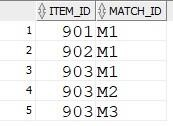 ITEM_ID MATCH_ID
1 901 M1
2 902 M1
3 903 M1
4 903 M2
5 903 M3